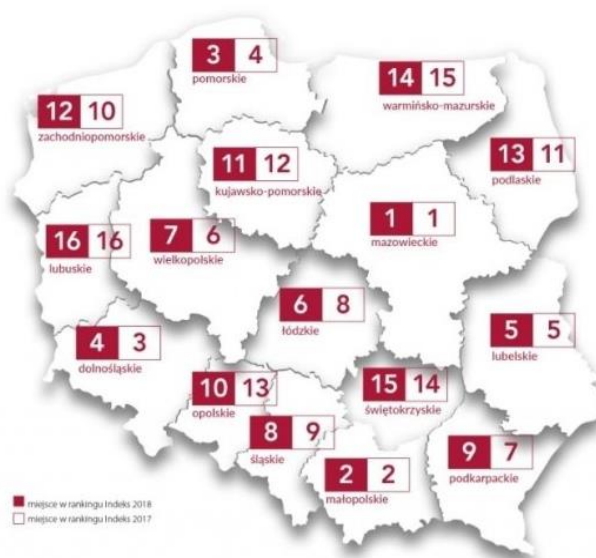 3 4
pomorskie
14 15
warmińsko-mazurskie
12 10
zachodniopomorskie
11 12
kujawsko-pomorskie
13 11
podlaskie
1 1
mazowieckie
16 16
lubuskie
7 6
wielkopolskie
6 8
łódzkie
5 5
lubelskie
4 3
dolnośląskie
10 13
opolskie
15 14
świętokrzyskie
8 9
śląskie
9 7
podkarpackie
2 2
małopolskie
miejsce w rankingu Indeks 2018
miejsce w rankingu Indeks 2017